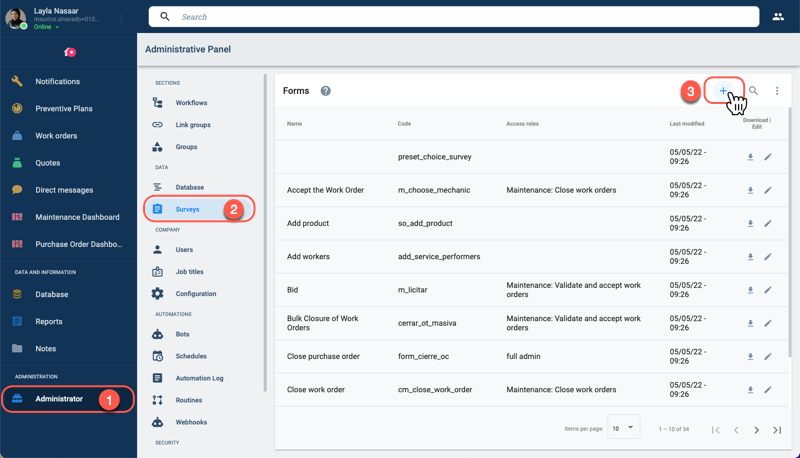 Layla Nasaar
maurice.alvarado+010...
Online
Search
Administrative Panel
Notifications
Preventive Plans
Work orders
Quotes
Direct messages
Maintenance Dashboard
Purchase Order Dashbo...
DATA AND INFORMATION
Database
Reports
Notes
ADMINISTRATION
Administrator
1
SECTIONS
Workflows
Link groups
Groups
DATA
Database
Surveys
2
COMPANY
Users
Job titles
Configuration
AUTOMATIONS
Bots
Schedules
Automation Log
Routines
Webhooks
SECURITY
Forms ?
3
Name Code Access roles Last modified Download |
Edit
preset_choice_survey 05/05/22 -
09:26
Accept the Work Order m_choose_mechanic Maintenance: Close work orders 05/05/22 -
09:26
Add product so_add_product 05/05/22 -
09:26
Add workers add_service_performers 05/05/22 -
09:26
Bid m_licitar Maintenance: Validate and accept work
orders 05/05/22 -
09:26
Bulk Closure of Work
Orders cerrar_ot_masiva Maintenance: Validate and accept work
orders 05/05/22 -
09:26
Close purchase order form_cierre_oc full admin 05/05/22 -
09:26
Close work order cm_close_work_order Maintenance: Close work orders 05/05/22 -
09:26
Items per page: 10 1 – 10 of 34